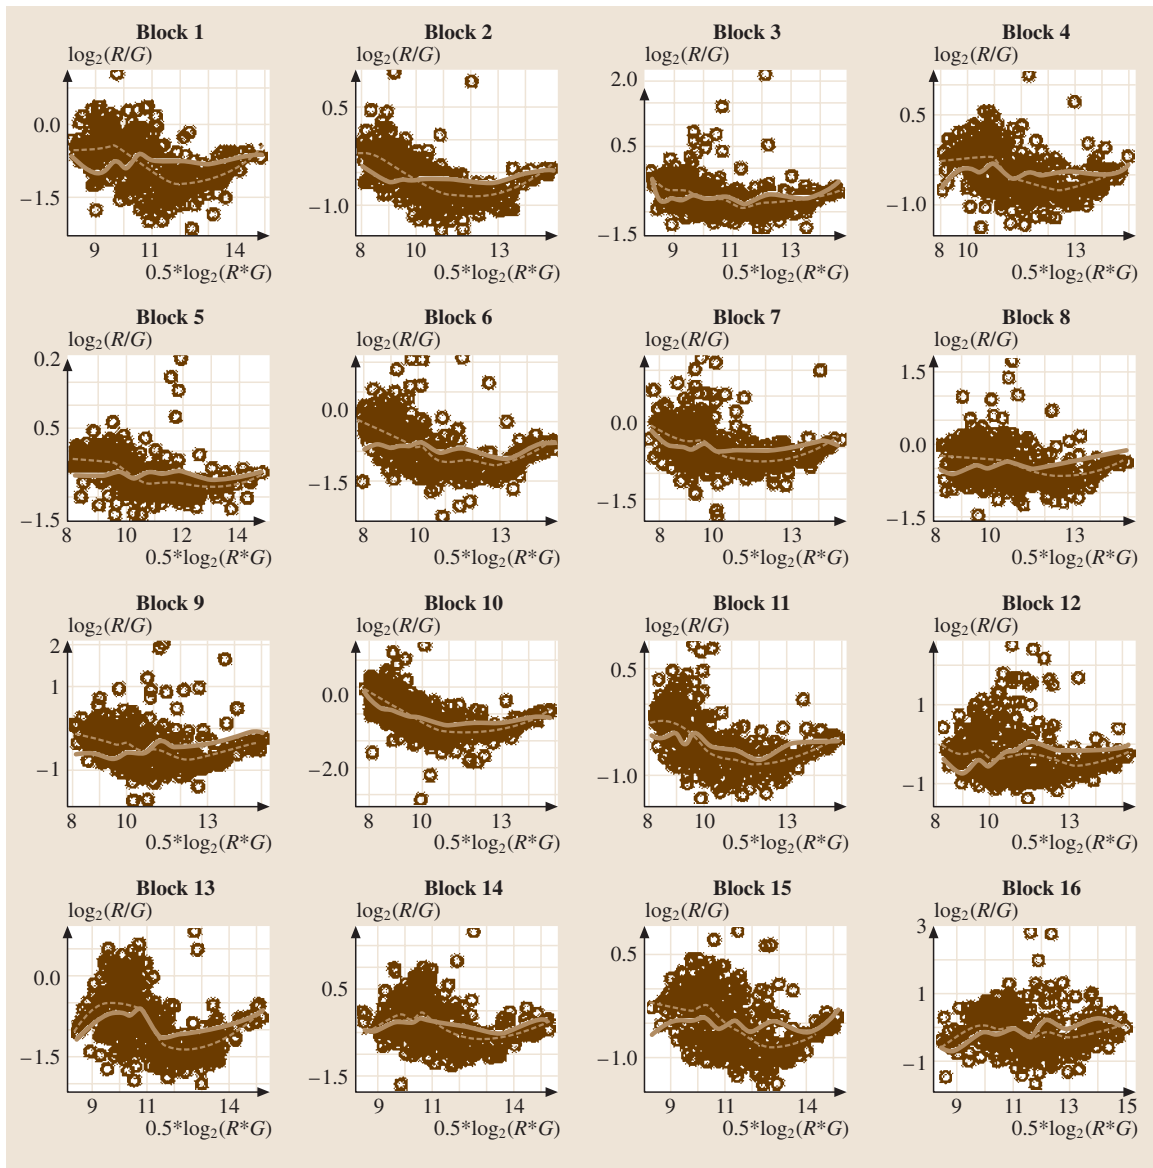 Block 1 Block 2 Block 3 Block 4
log₂(R/G) log₂(R/G) log₂(R/G) log₂(R/G)
2.0
0.5 0.5
0.0 0.5
−1.5 −1.0 −1.0
−1.5
9 11 14 8 10 13 9 11 13 8 10 13
0.5*log₂(R*G) 0.5*log₂(R*G) 0.5*log₂(R*G) 0.5*log₂(R*G)
Block 5 Block 6 Block 7 Block 8
log₂(R/G) log₂(R/G) log₂(R/G) log₂(R/G)
0.2 1.5
0.5 0.0 0.0 0.0
−1.5 −1.5 −1.5 −1.5
8 10 12 14 8 10 13 8 10 13 8 10 13
0.5*log₂(R*G) 0.5*log₂(R*G) 0.5*log₂(R*G) 0.5*log₂(R*G)
Block 9 Block 10 Block 11 Block 12
log₂(R/G) log₂(R/G) log₂(R/G) log₂(R/G)
2 0.5
1 0.0 1
−1 −2.0 −1.0 −1
8 10 13 8 10 13 8 10 13 8 10 13
0.5*log₂(R*G) 0.5*log₂(R*G) 0.5*log₂(R*G) 0.5*log₂(R*G)
Block 13 Block 14 Block 15 Block 16
log₂(R/G) log₂(R/G) log₂(R/G) log₂(R/G)
3
0.0 0.5 0.5 1
−1.5 −1.5 −1.0 −1
9 11 14 9 11 14 9 11 14 9 11 13 15
0.5*log₂(R*G) 0.5*log₂(R*G) 0.5*log₂(R*G) 0.5*log₂(R*G)